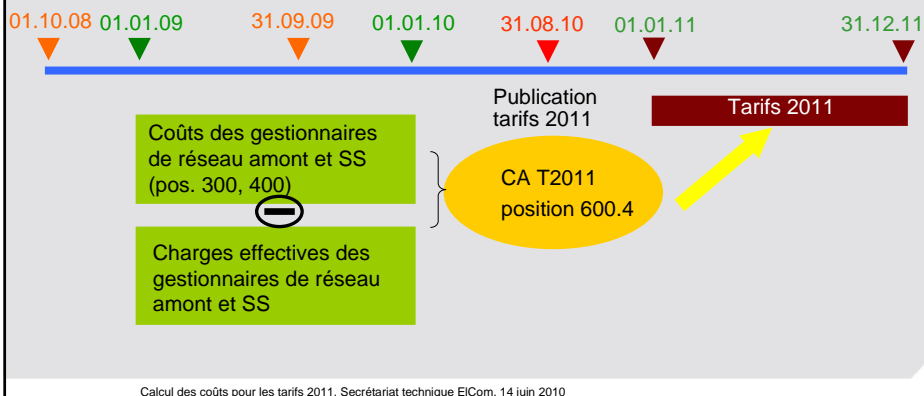 01.10.08 01.01.09 31.09.09 01.01.10 31.08.10 01.01.11 31.12.11
Publication
tarifs 2011
Tarifs 2011
Coûts des gestionnaires
de réseau amont et SS
(pos. 300, 400)
CA T2011
position 600.4
Charges effectives des
gestionnaires de réseau
amont et SS
Calcul des coûts pour les tarifs 2011, Secrétariat technique ElCom, 14 juin 2010